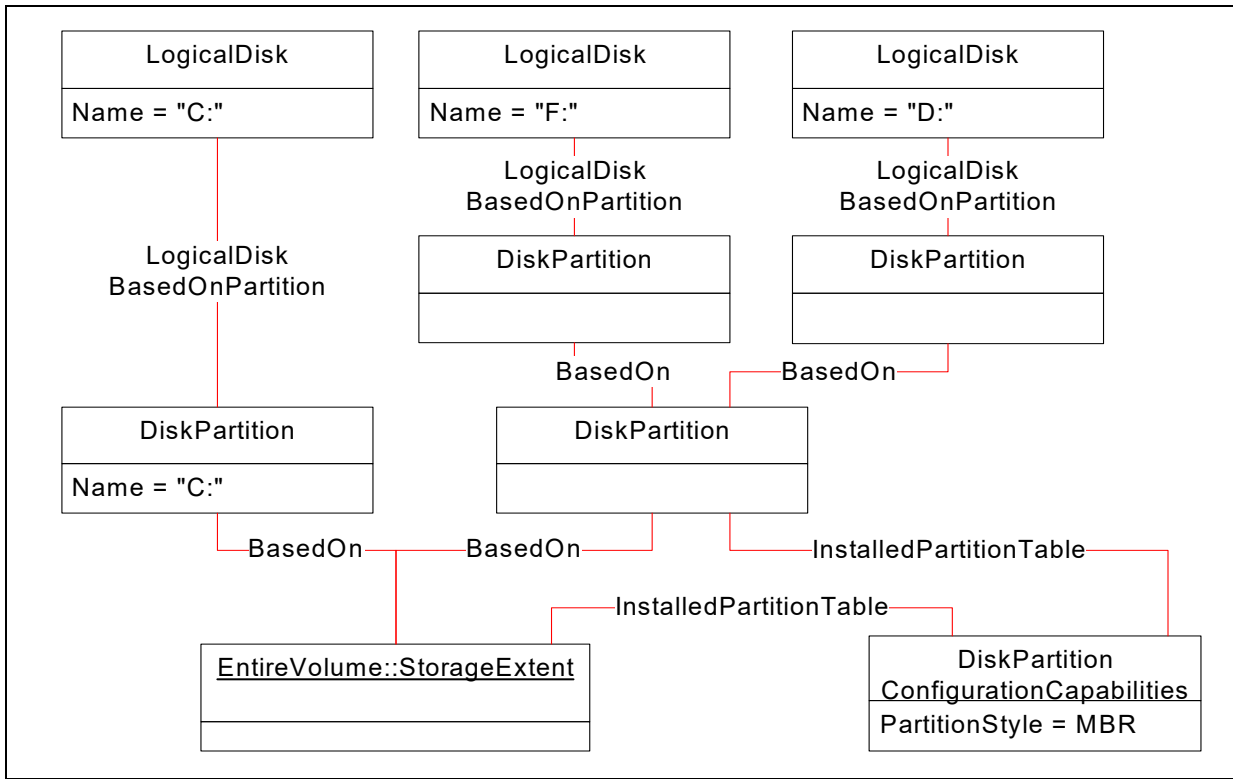 LogicalDisk
Name = "C:"
LogicalDisk
Name = "F:"
LogicalDisk
Name = "D:"
LogicalDisk
BasedOnPartition
LogicalDisk
BasedOnPartition
LogicalDisk
BasedOnPartition
DiskPartition
DiskPartition
BasedOn
BasedOn
DiskPartition
Name = "C:"
DiskPartition
BasedOn
BasedOn
InstalledPartitionTable
InstalledPartitionTable
EntireVolume::StorageExtent
DiskPartition
ConfigurationCapabilities
PartitionStyle = MBR